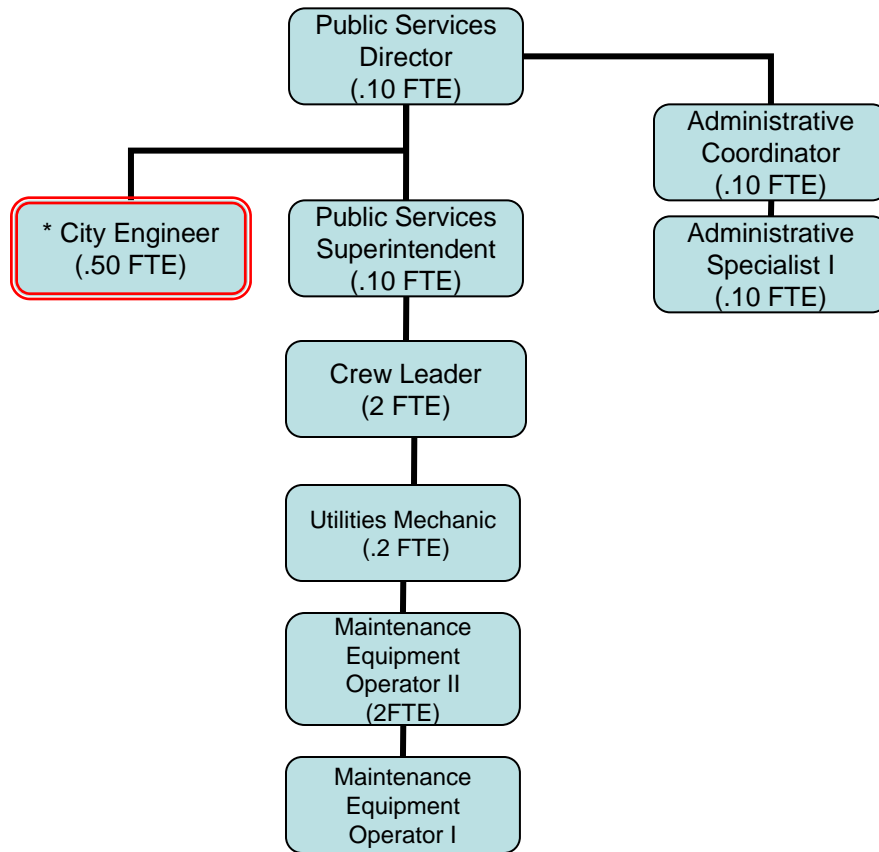 Public Services
Director
(.10 FTE)
Administrative
Coordinator
(.10 FTE)
* City Engineer
(.50 FTE)
Public Services
Superintendent
(.10 FTE)
Administrative
Specialist I
(.10 FTE)
Crew Leader
(2 FTE)
Utilities Mechanic
(.2 FTE)
Maintenance
Equipment
Operator II
(2FTE)
Maintenance
Equipment
Operator I